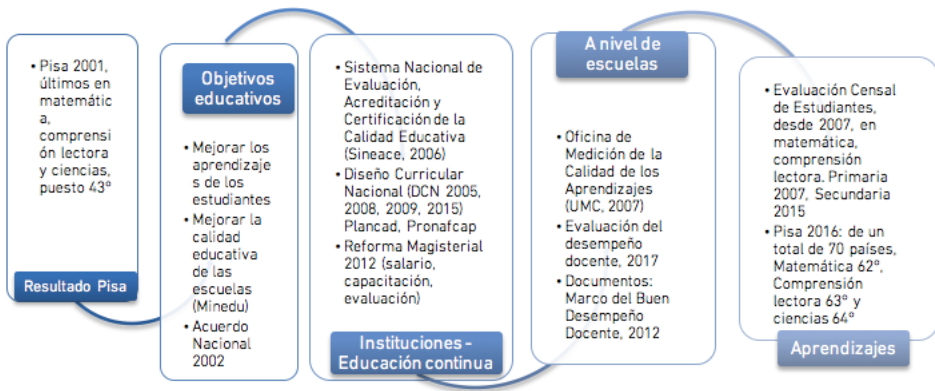 • Pisa 2001,
últimos en
matemátic
a,
comprensi
ón lectora
y ciencias,
puesto 43º
Resultado Pisa
Objetivos
educativos
• Mejorar los
aprendizaje
s de los
estudiantes
• Mejorar la
calidad
educativa
de las
escuelas
(Minedu)
• Acuerdo
Nacional
2002
• Sistema Nacional de
Evaluación,
Acreditación y
Certificación de la
Calidad Educativa
(Sineace, 2006)
• Diseño Curricular
Nacional (DCN 2005,
2008, 2009, 2015)
Plancad, Pronafcap
• Reforma Magisterial
2012 (salario,
capacitación,
evaluación)
Instituciones -
Educación continua
A nivel de
escuelas
• Oficina de
Medición de la
Calidad de los
Aprendizajes
(UMC, 2007)
• Evaluación del
desempeño
docente, 2017
• Documentos:
Marco del Buen
Desempeño
Docente, 2012
• Evaluación Censal
de Estudiantes,
desde 2007, en
matemática,
comprensión
lectora. Primaria
2007, Secundaria
2015
• Pisa 2016: de un
total de 70 países,
Matemática 62º,
Comprensión
lectora 63º y
ciencias 64º
Aprendizajes